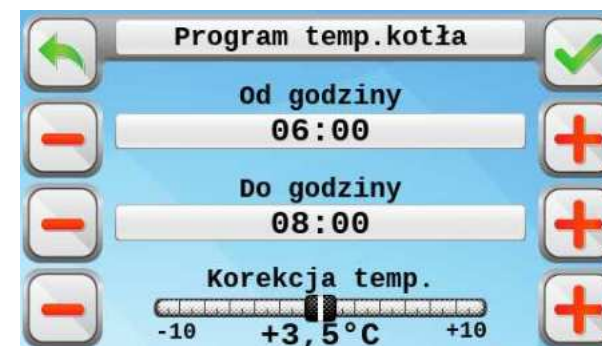 Program temp.kotła
Od godziny
06:00
Do godziny
08:00
Korekcja temp.
-10 +3,5°C +10